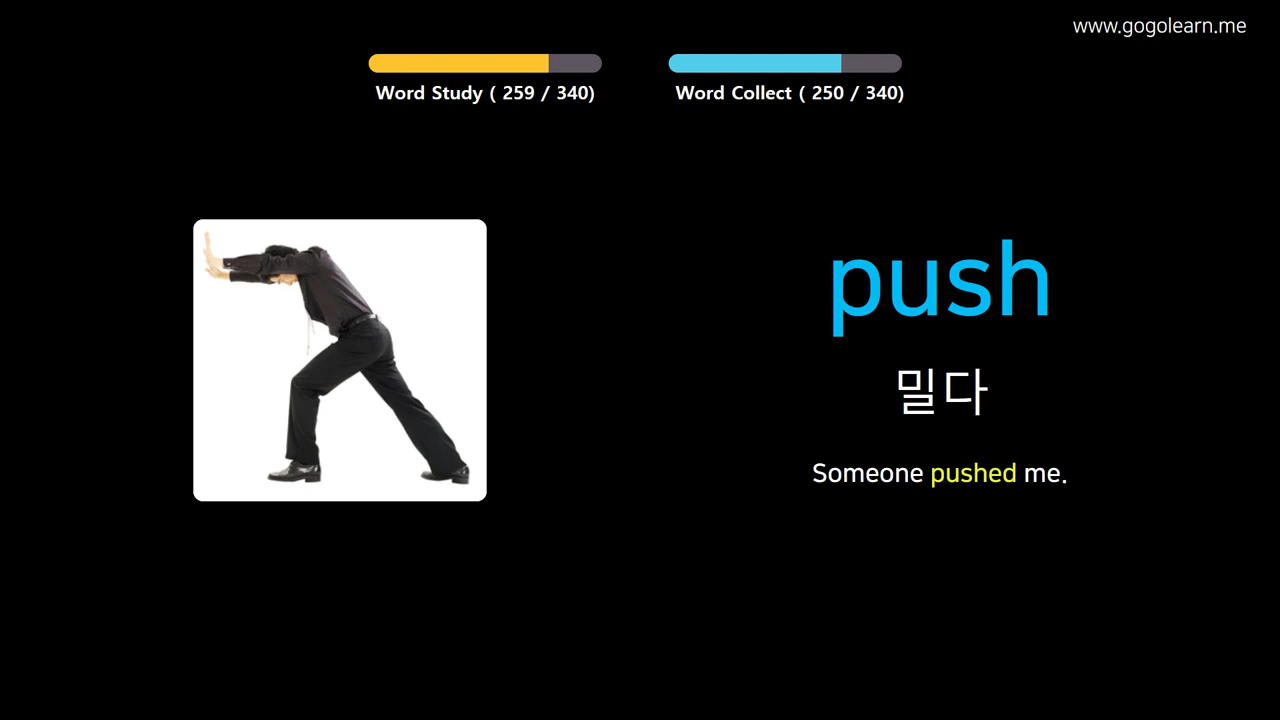 www.gogolearn.me
Word Study ( 259 / 340)
Word Collect ( 250 / 340)
push
밀다
Someone pushed me.